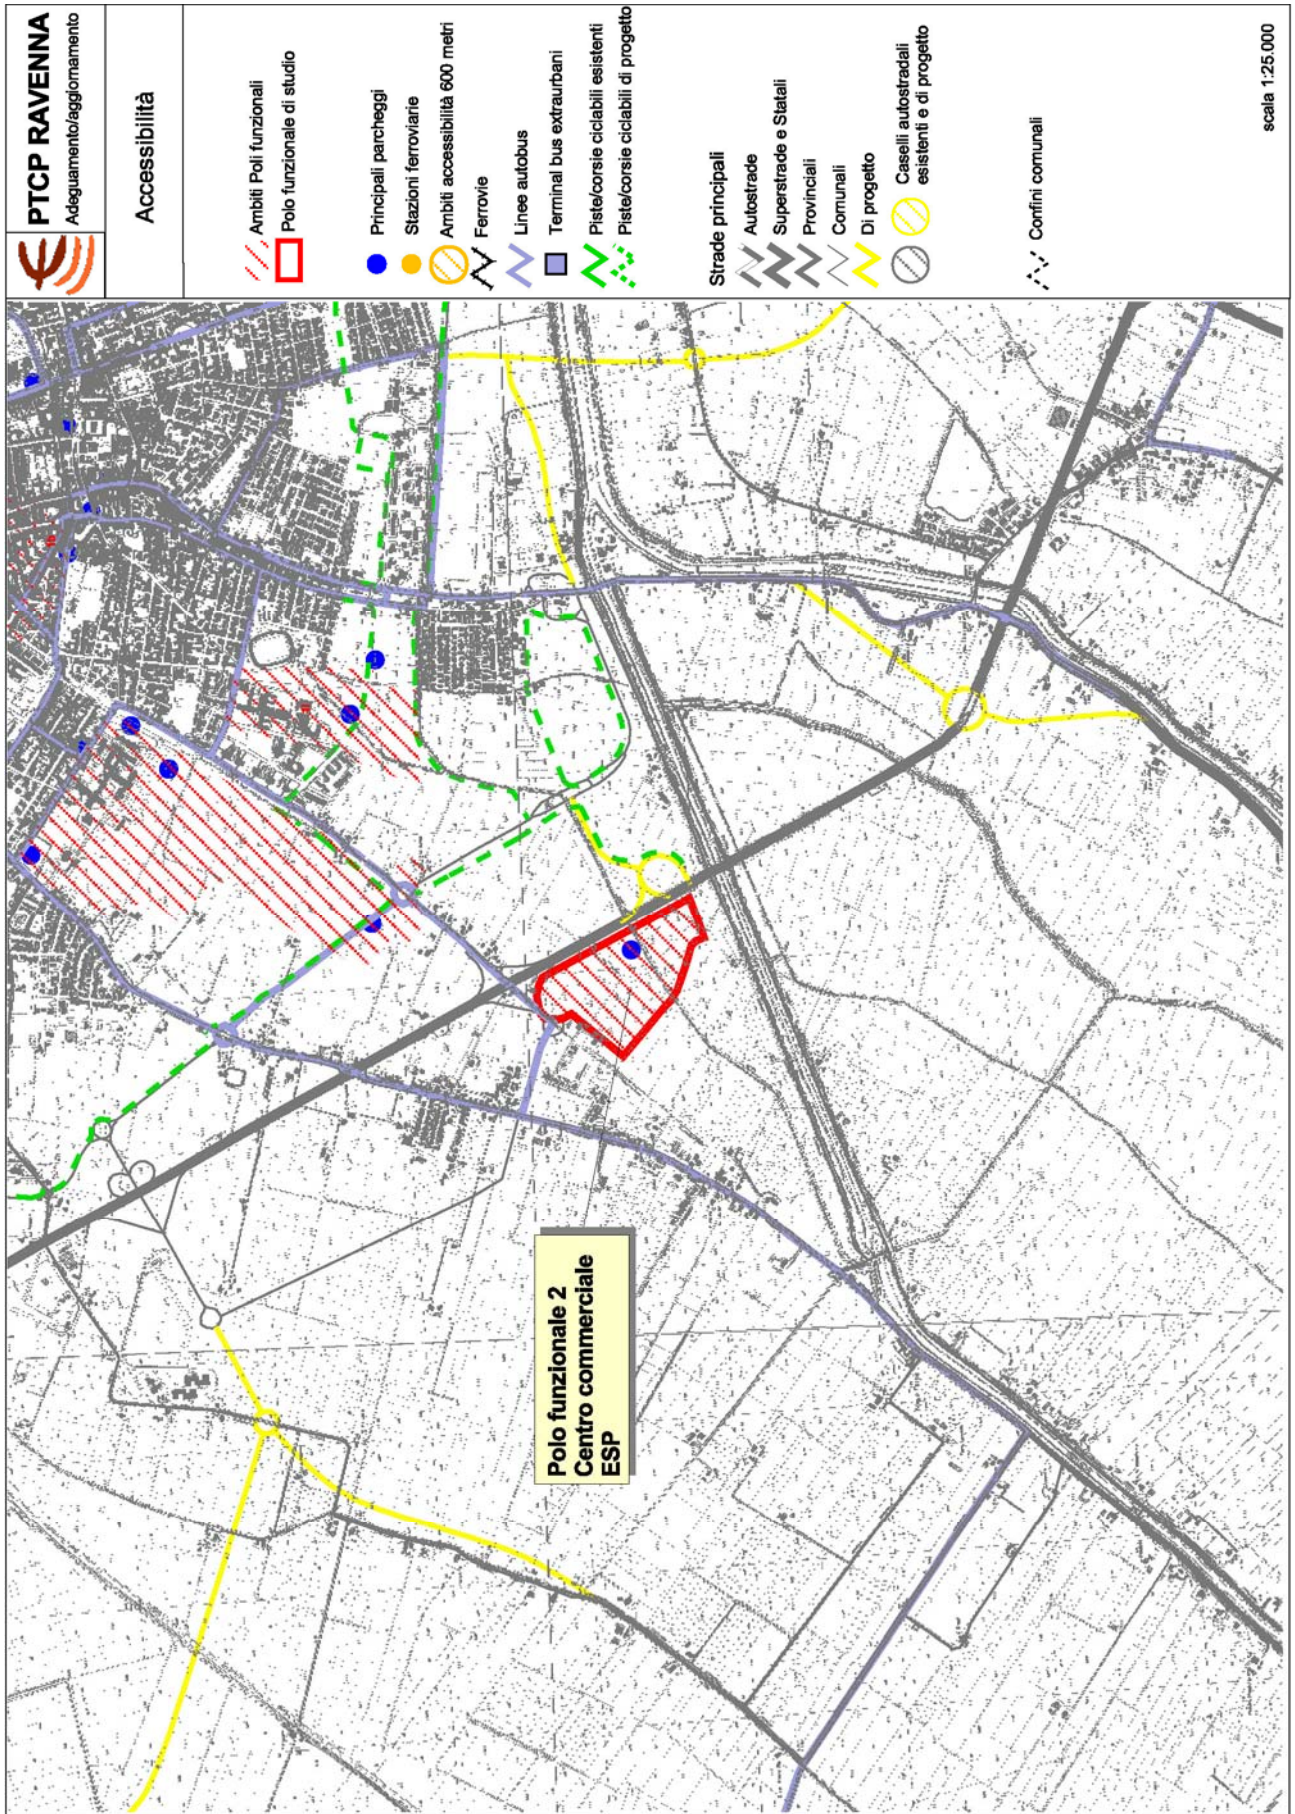 PTCP RAVENNA
Adeguamento/aggiornamento
Accessibilità
Ambiti Poli funzionali
Polo funzionale di studio
Principali parcheggi
Stazioni ferroviarie
Ambiti accessibilità 600 metri
Ferrovie
Linee autobus
Terminal bus extraurbani
Piste/corsie ciclabili esistenti
Piste/corsie ciclabili di progetto
Strade principali
Autostrade
Superstrade e Statali
Provinciali
Comunali
Di progetto
Caselli autostradali
esistenti e di progetto
Confini comunali
scala 1:25.000
Polo funzionale 2
Centro commerciale
ESP